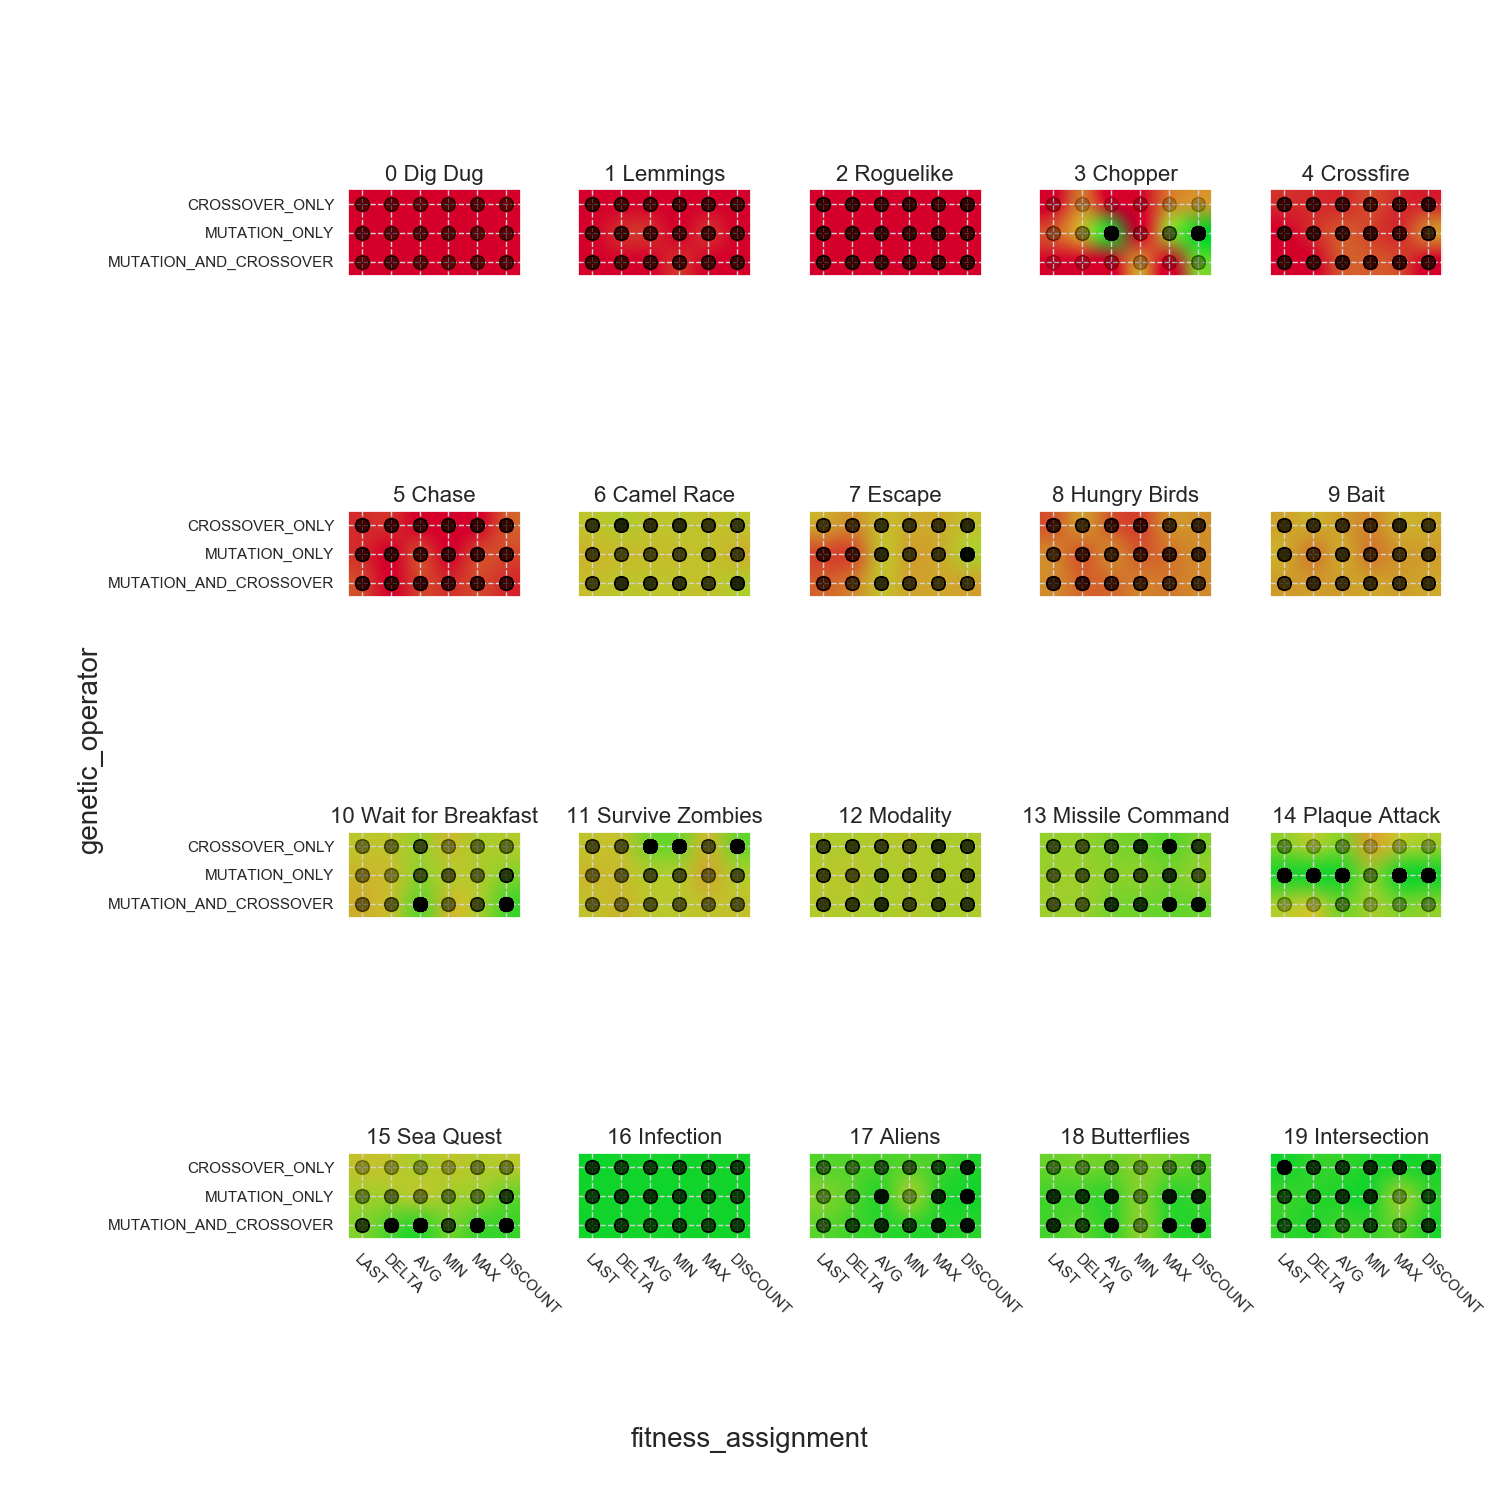 0 Dig Dug
1 Lemmings
2 Roguelike
3 Chopper
4 Crossfire
CROSSOVER_ONLY
MUTATION_ONLY
MUTATION_AND_CROSSOVER
5 Chase
6 Camel Race
7 Escape
8 Hungry Birds
9 Bait
CROSSOVER_ONLY
MUTATION_ONLY
MUTATION_AND_CROSSOVER
genetic_operator
10 Wait for Breakfast
11 Survive Zombies
12 Modality
13 Missile Command
14 Plaque Attack
CROSSOVER_ONLY
MUTATION_ONLY
MUTATION_AND_CROSSOVER
15 Sea Quest
16 Infection
17 Aliens
18 Butterflies
19 Intersection
CROSSOVER_ONLY
MUTATION_ONLY
MUTATION_AND_CROSSOVER
LAST
DELTA
AVG
MIN
MAX
DISCOUNT
LAST
DELTA
AVG
MIN
MAX
DISCOUNT
LAST
DELTA
AVG
MIN
MAX
DISCOUNT
LAST
DELTA
AVG
MIN
MAX
DISCOUNT
LAST
DELTA
AVG
MIN
MAX
DISCOUNT
fitness_assignment